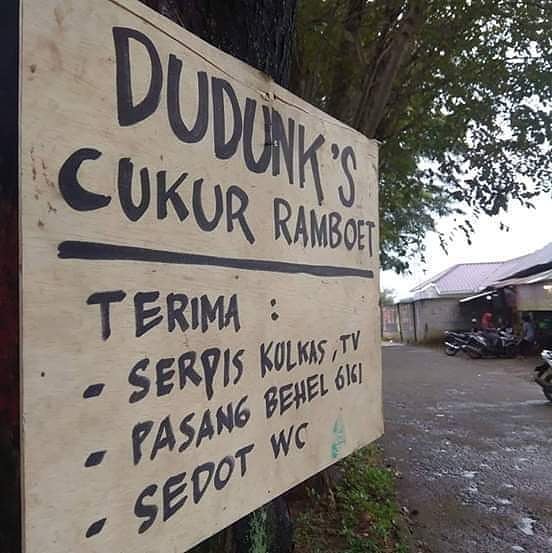 DUDUNK'S
CUKUR RAMBOET
TERIMA :
- SERPIS KULKAS, TV
- PASANG BEHEL GIGI
- SEDOT WC